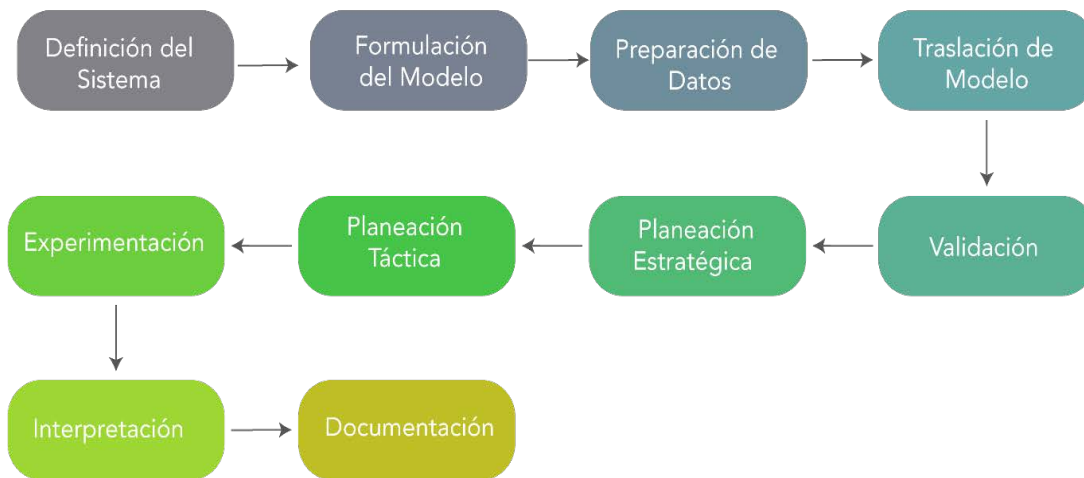 Definición del
Sistema
Formulación
del Modelo
Preparación de
Datos
Traslación de
Modelo
Validación
Planeación
Estratégica
Planeación
Táctica
Experimentación
Interpretación
Documentación